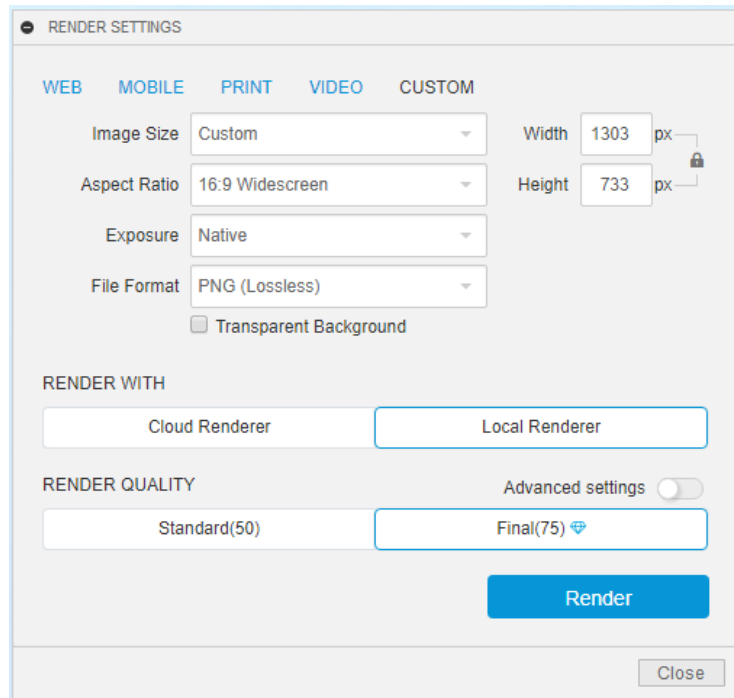 RENDER SETTINGS
WEB MOBILE PRINT VIDEO CUSTOM
Image Size Custom Width 1303 px
Aspect Ratio 16:9 Widescreen Height 733 px
Exposure Native
File Format PNG (Lossless)
Transparent Background
RENDER WITH
Cloud Renderer Local Renderer
RENDER QUALITY Advanced settings
Standard(50) Final(75)
Render
Close